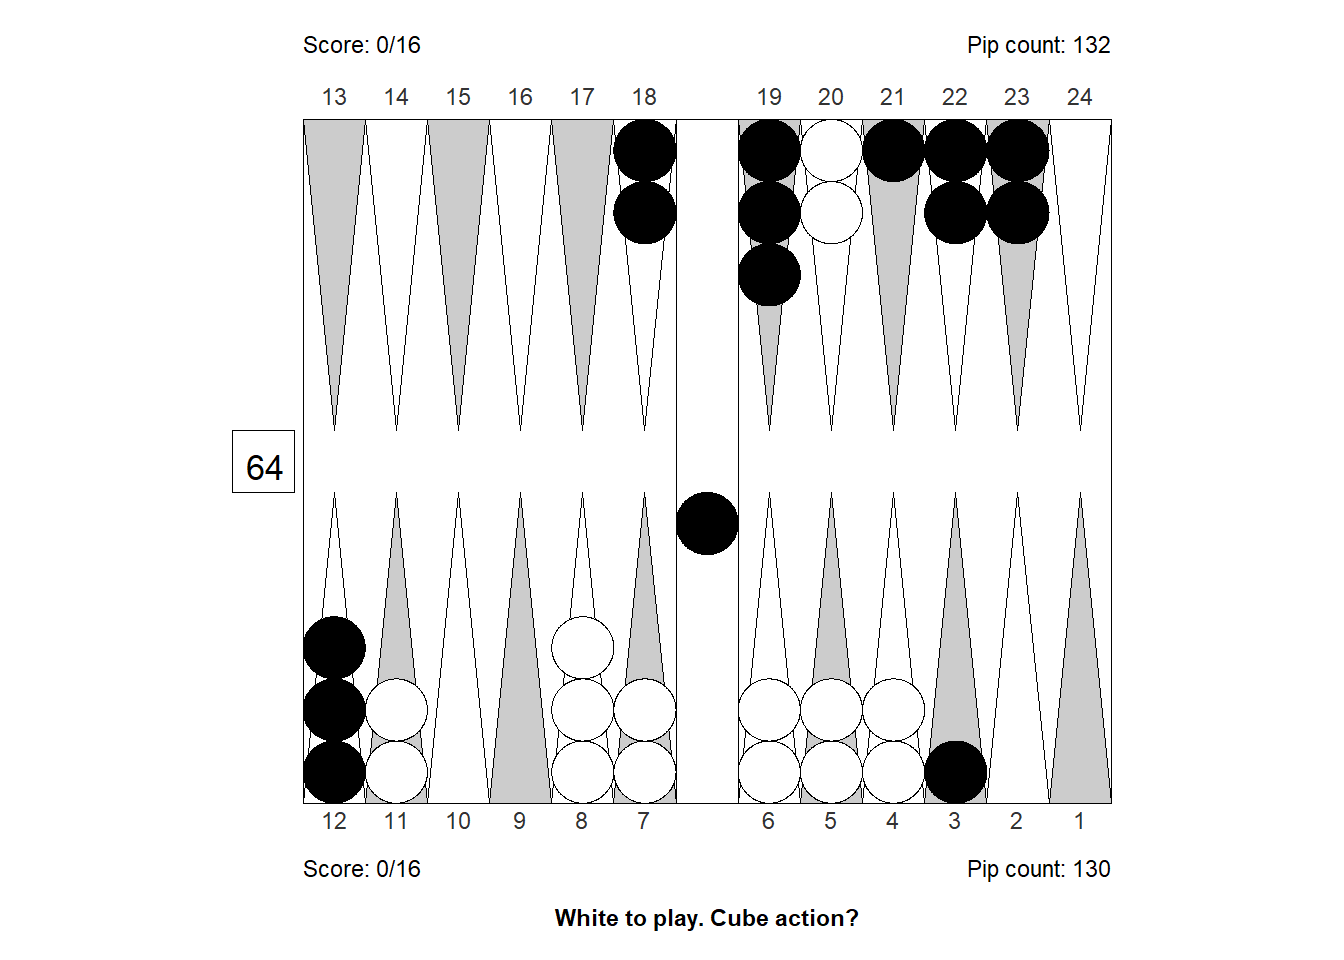 Score: 0/16 Pip count: 132
13 14 15 16 17 18 19 20 21 22 23 24
64
12 11 10 9 8 7 6 5 4 3 2 1
Score: 0/16 Pip count: 130
White to play. Cube action?